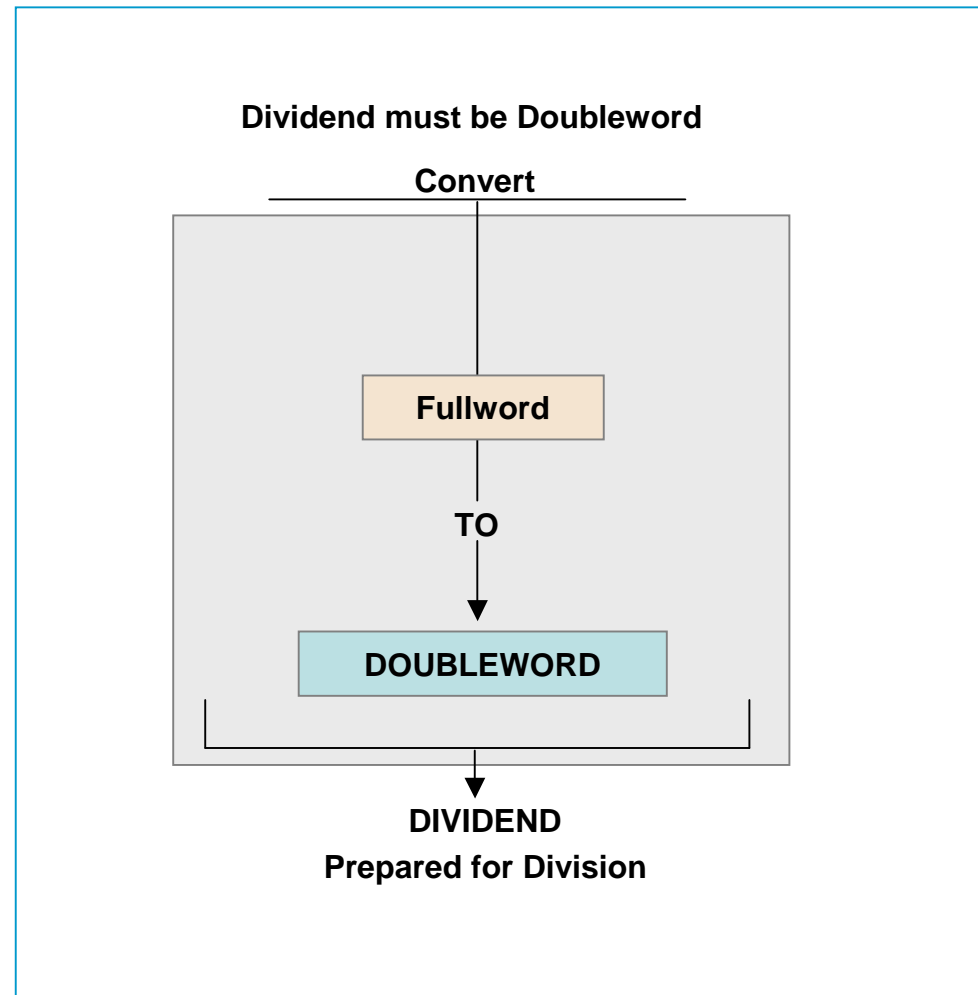 Dividend must be Doubleword
Convert
Fullword
TO
DOUBLEWORD
DIVIDEND
Prepared for Division